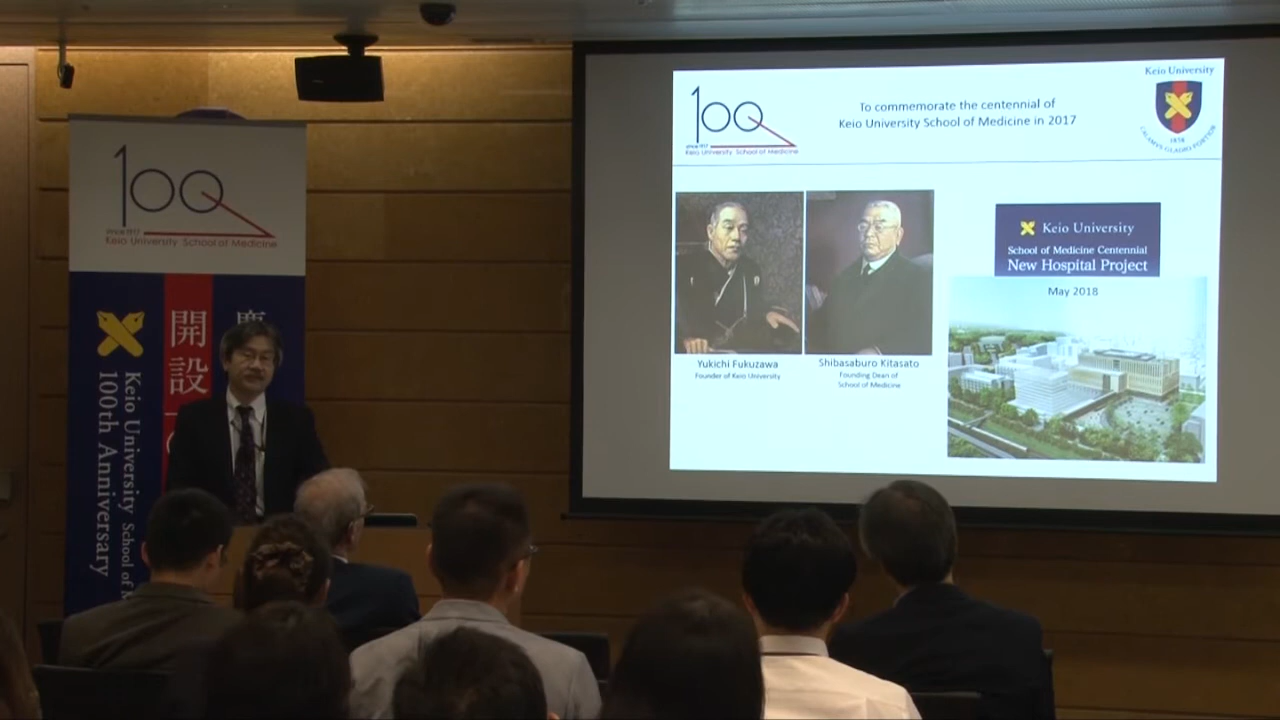 100
since 1917
Keio University School of Medicine
開設
Keio University School of
100th Anniversary
100
since 1917
Keio University School of Medicine
To commemorate the centennial of
Keio University School of Medicine in 2017
Keio University
1858
CALAMVS GLADIO FORTIOR
Yukichi Fukuzawa
Founder of Keio University
Shibasaburo Kitasato
Founding Dean of
School of Medicine
Keio University
School of Medicine Centennial
New Hospital Project
May 2018